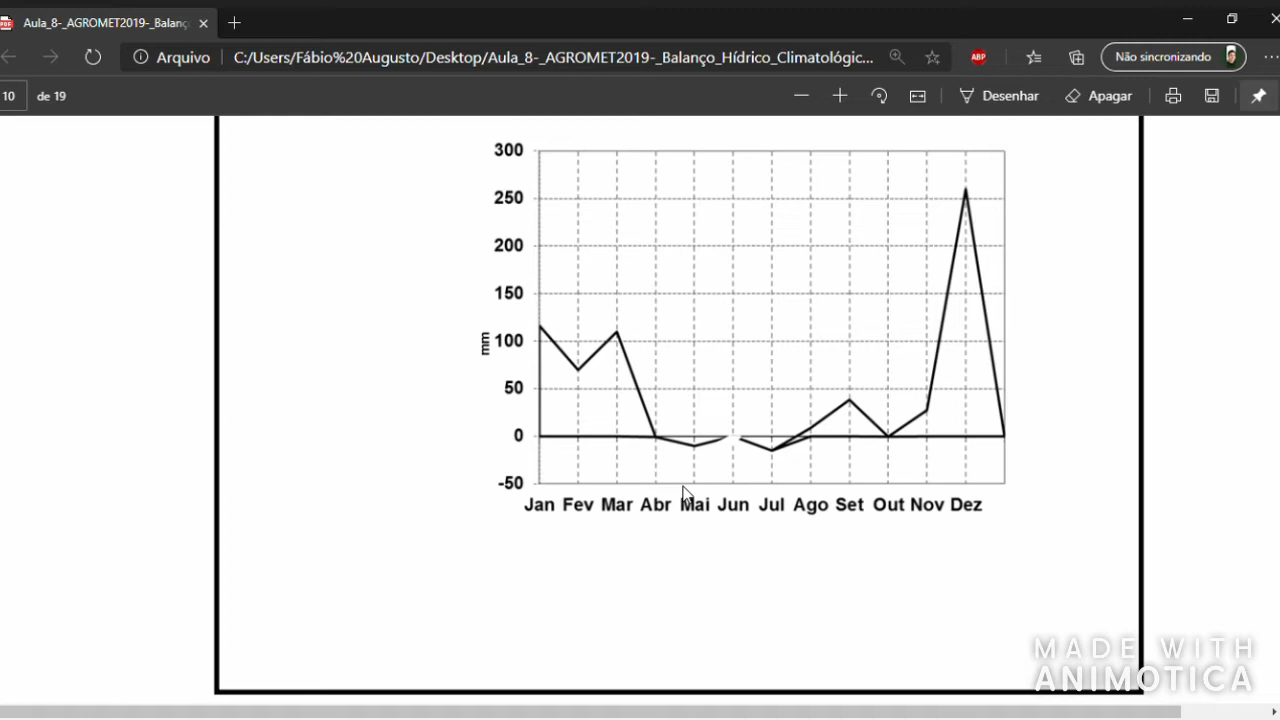 PDF Aula_8-_AGROMET2019-_Balanç
Arquivo C:/Users/Fábio%20Augusto/Desktop/Aula_8-_AGROMET2019-_Balanço_Hídrico_Climatológic... ABP Não sincronizando
10 de 19 Desenhar Apagar
300
250
200
150
mm 100
50
0
-50
Jan Fev Mar Abr Mai Jun Jul Ago Set Out Nov Dez
MADE WITH
ANIMOTICA